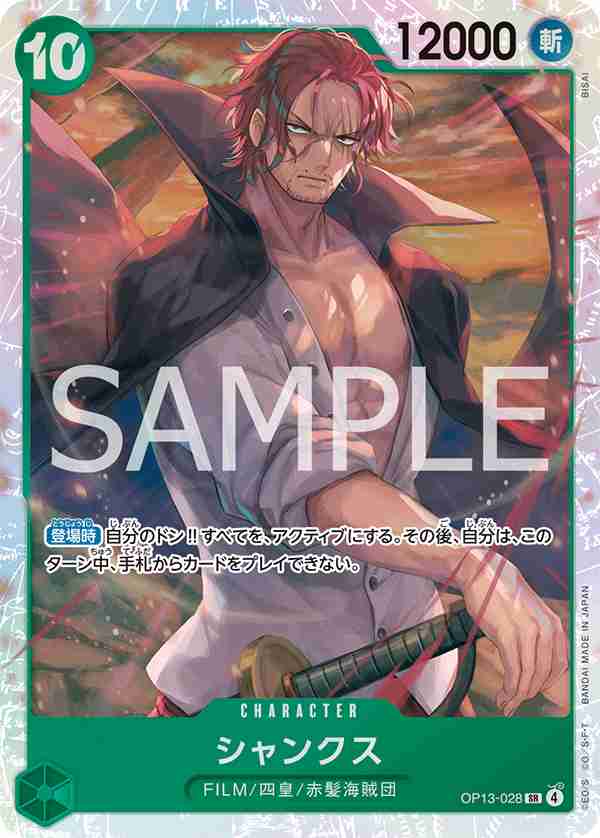 10
12000 斬
BISAI
SAMPLE
登場時 自分のドン!!すべてを、アクティブにする。その後、自分は、この
ターン中、手札からカードをプレイできない。
CHARACTER
シャンクス
FILM/四皇/赤髪海賊団
OP13-028 SR 4
©E.O/S ©O./S・F・T BANDAI MADE IN JAPAN